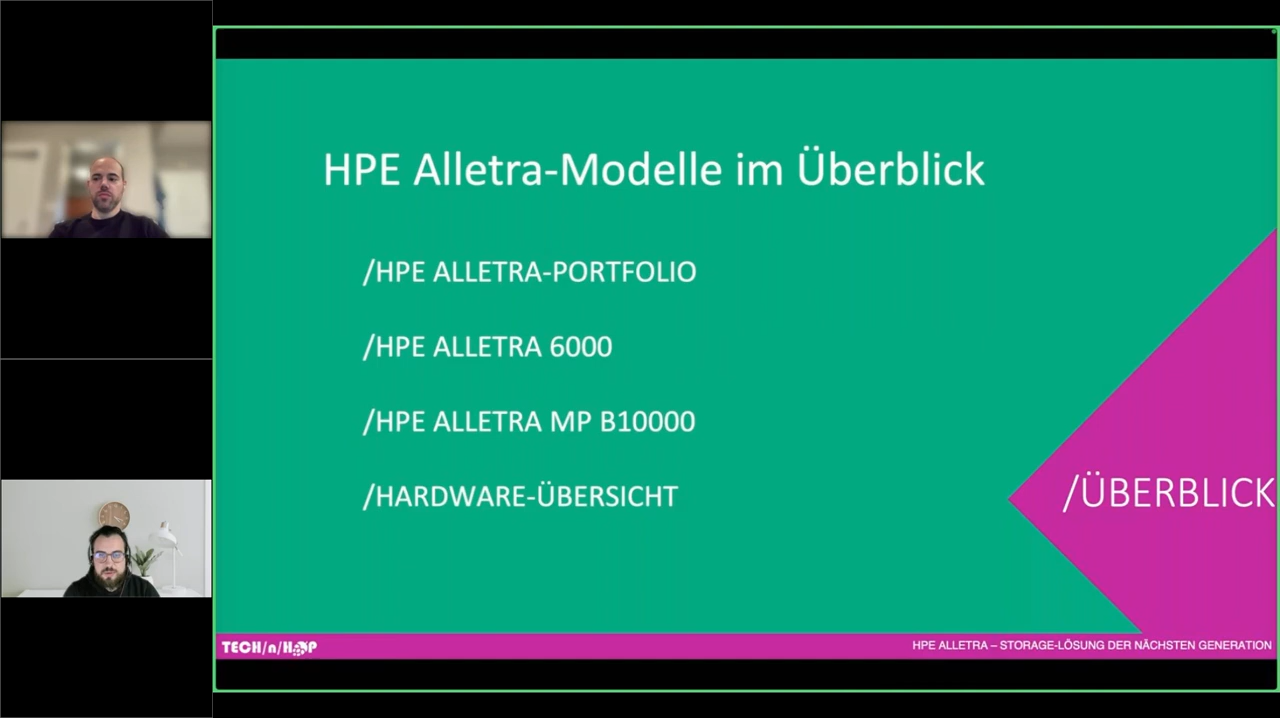 HPE Alletra-Modelle im Überblick
/HPE ALLETRA-PORTFOLIO
/HPE ALLETRA 6000
/HPE ALLETRA MP B10000
/HARDWARE-ÜBERSICHT
/ÜBERBLICK
TECH/n/HOP
HPE ALLETRA – STORAGE-LÖSUNG DER NÄCHSTEN GENERATION